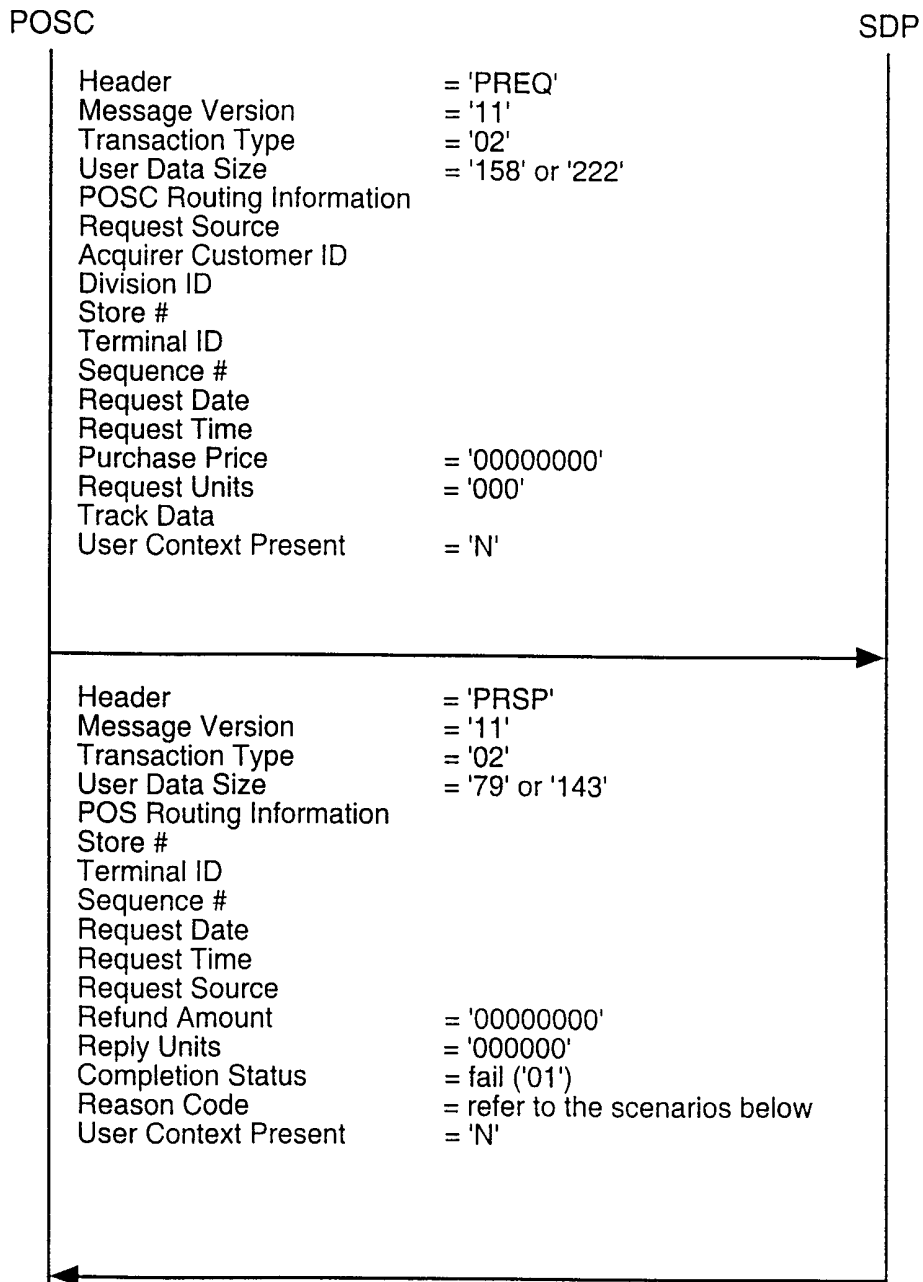 POSC SDP
Header = 'PREQ'
Message Version = '11'
Transaction Type = '02'
User Data Size = '158' or '222'
POSC Routing Information
Request Source
Acquirer Customer ID
Division ID
Store #
Terminal ID
Sequence #
Request Date
Request Time
Purchase Price = '00000000'
Request Units = '000'
Track Data
User Context Present = 'N'
Header = 'PRSP'
Message Version = '11'
Transaction Type = '02'
User Data Size = '79' or '143'
POS Routing Information
Store #
Terminal ID
Sequence #
Request Date
Request Time
Request Source
Refund Amount = '00000000'
Reply Units = '000000'
Completion Status = fail ('01')
Reason Code = refer to the scenarios below
User Context Present = 'N'